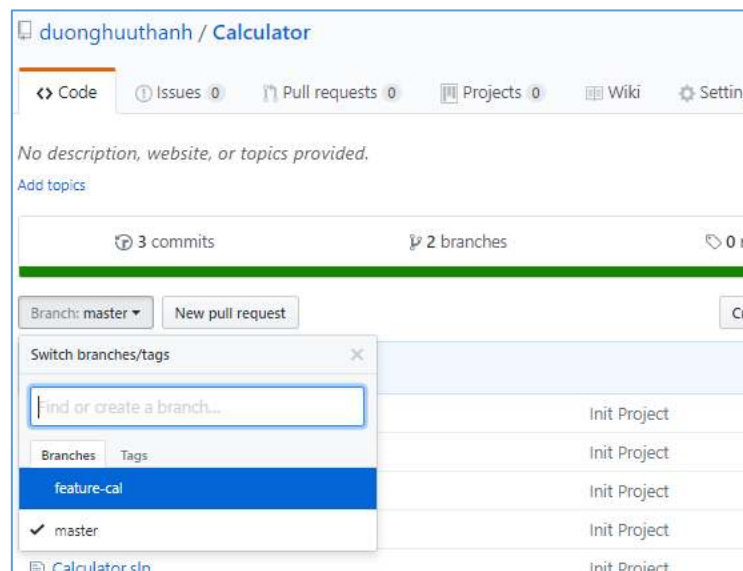 duonghuuthanh / Calculator
Code Issues 0 Pull requests 0 Projects 0 Wiki
No description, website, or topics provided.
Add topics
3 commits 2 branches 0
Branch: master New pull request
Switch branches/tags
Find or create a branch...
Init Project
Branches Tags
Init Project
feature-cal
Init Project
master
Init Project
Calculator.sln Init Project